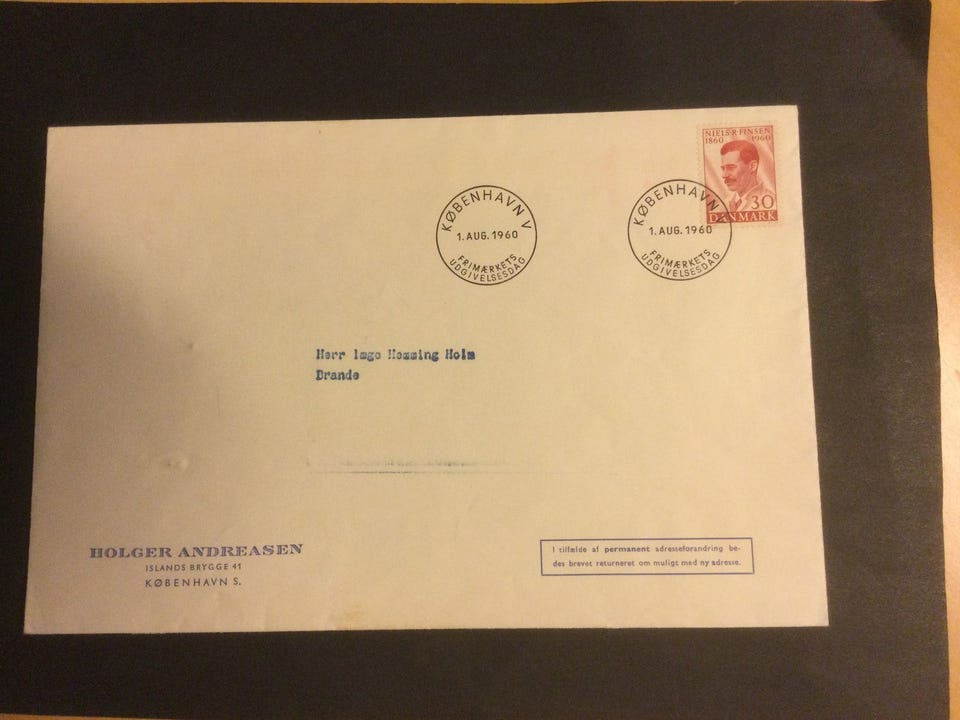 NIELS·R·FINSEN
1860 1960
30
DANMARK
KØBENHAVN V
1. AUG. 1960
FRIMÆRKETS
UDGIVELSESDAG
KØBENHAVN V
1. AUG. 1960
FRIMÆRKETS
UDGIVELSESDAG
Herr læge Hemming Holm
Brande
HOLGER ANDREASEN
ISLANDS BRYGGE 41
KØBENHAVN S.
I tilfælde af permanent adresseforandring be-
des brevet returneret om muligt med ny adresse.